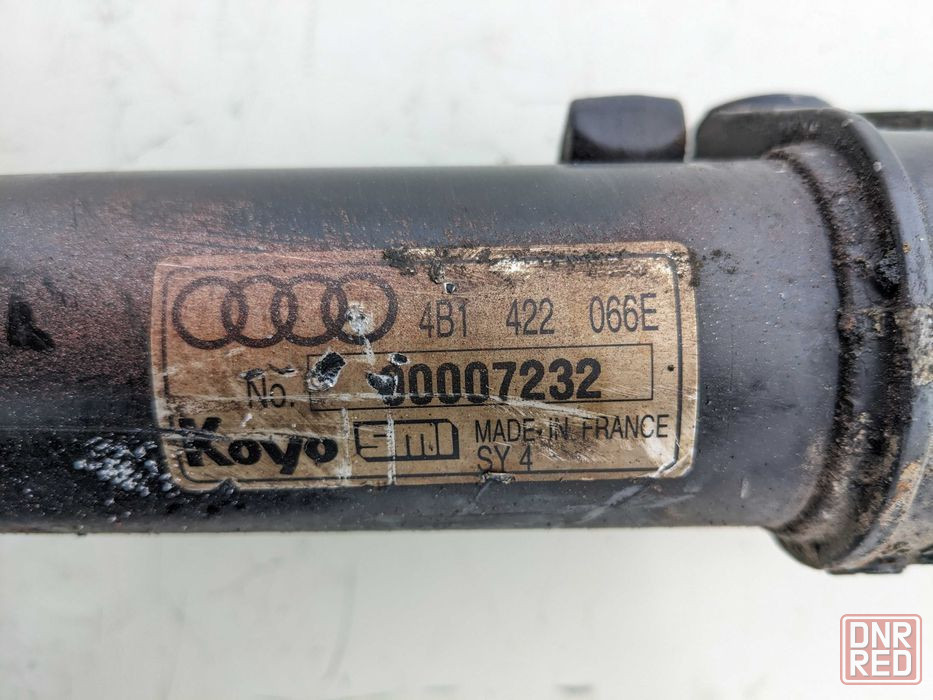 4B1 422 066E
No. 00007232
Koyo smi MADE IN FRANCE
SY 4
DNR
RED